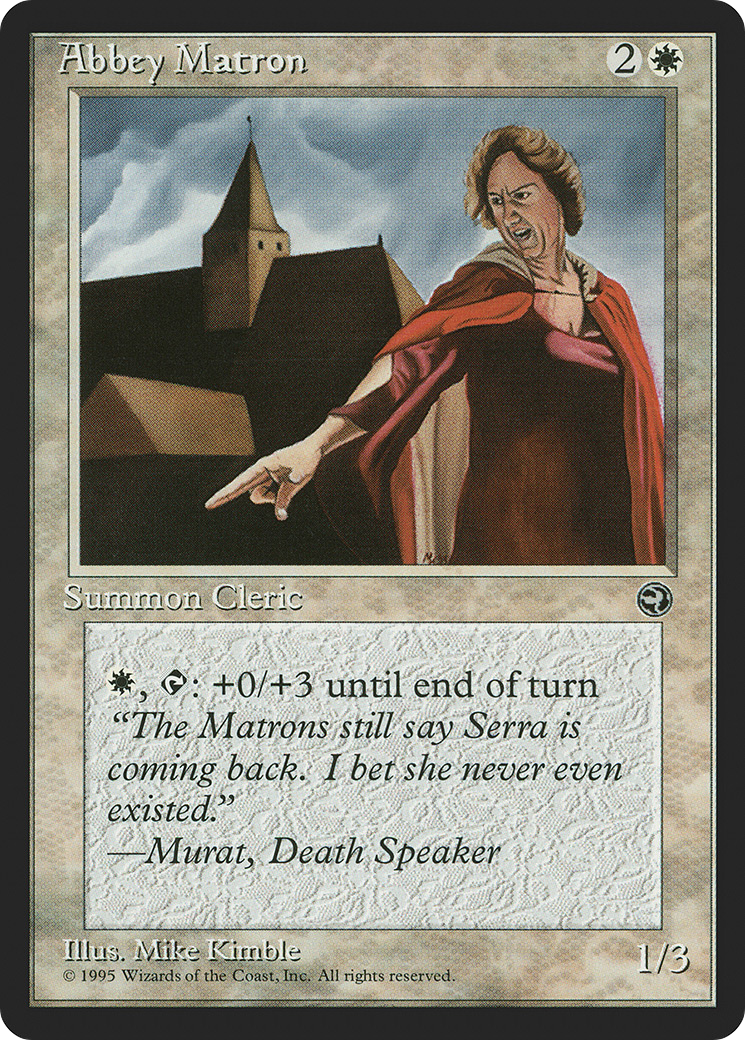 Abbey Matron 2
Summon Cleric
, : +0/+3 until end of turn
“The Matrons still say Serra is
coming back. I bet she never even
existed.”
—Murat, Death Speaker
Illus. Mike Kimble 1/3
© 1995 Wizards of the Coast, Inc. All rights reserved.